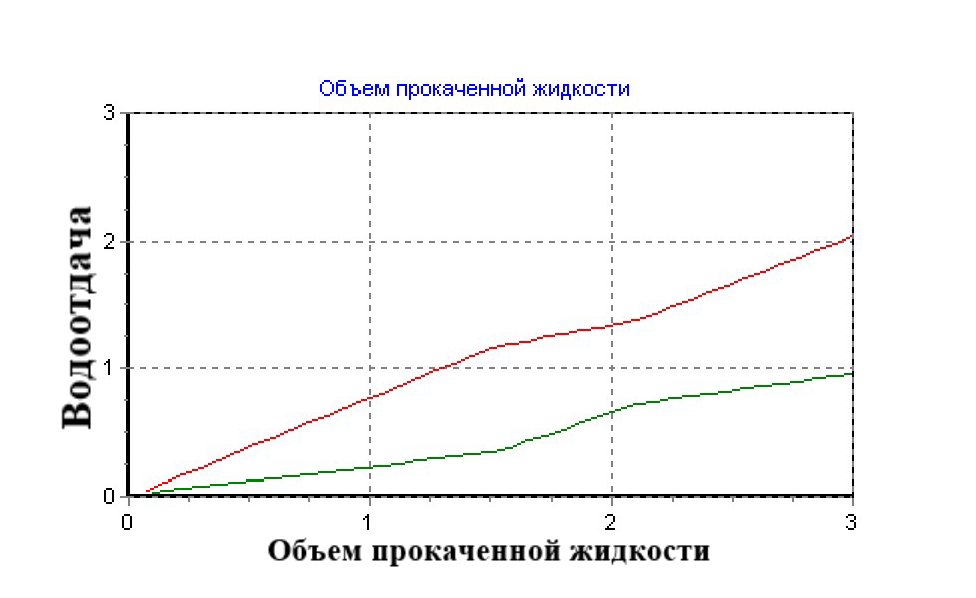 Объем прокаченной жидкости
3
2
1
0
Водоотдача
0 1 2 3
Объем прокаченной жидкости